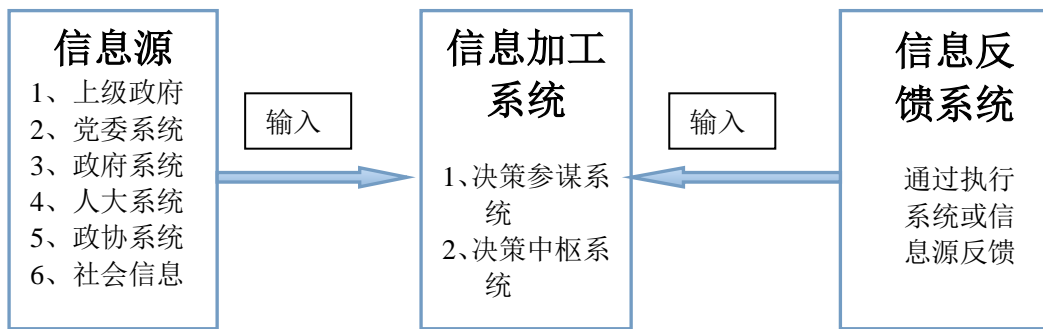 信息源
1、上级政府
2、党委系统
3、政府系统
4、人大系统
5、政协系统
6、社会信息
输入
信息加工
系统
1、决策参谋系
统
2、决策中枢系
统
输入
信息反
馈系统
通过执行
系统或信
息源反馈